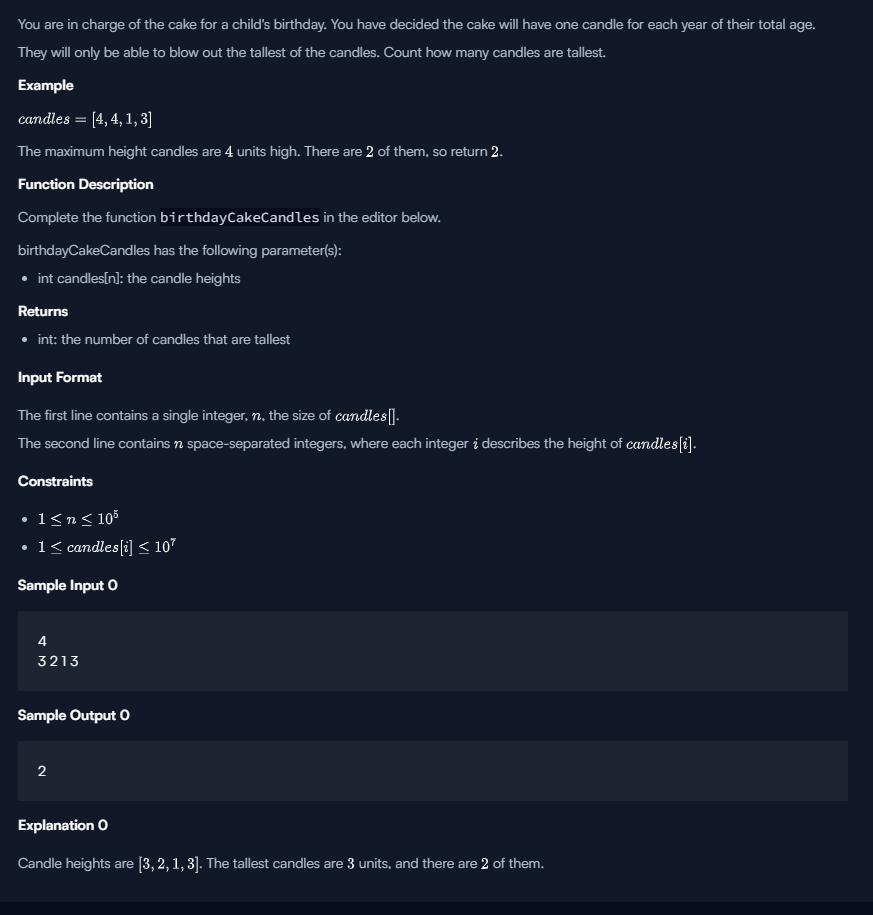 You are in charge of the cake for a child's birthday. You have decided the cake will have one candle for each year of their total age.
They will only be able to blow out the tallest of the candles. Count how many candles are tallest.
Example
candles = [4, 4, 1, 3]
The maximum height candles are 4 units high. There are 2 of them, so return 2.
Function Description
Complete the function birthdayCakeCandles in the editor below.
birthdayCakeCandles has the following parameter(s):
• int candles[n]: the candle heights
Returns
• int: the number of candles that are tallest
Input Format
The first line contains a single integer, n, the size of candles[].
The second line contains n space-separated integers, where each integer i describes the height of candles[i].
Constraints
• 1 ≤ n ≤ 10⁵
• 1 ≤ candles[i] ≤ 10⁷
Sample Input 0
4
3 2 1 3
Sample Output 0
2
Explanation 0
Candle heights are [3, 2, 1, 3]. The tallest candles are 3 units, and there are 2 of them.